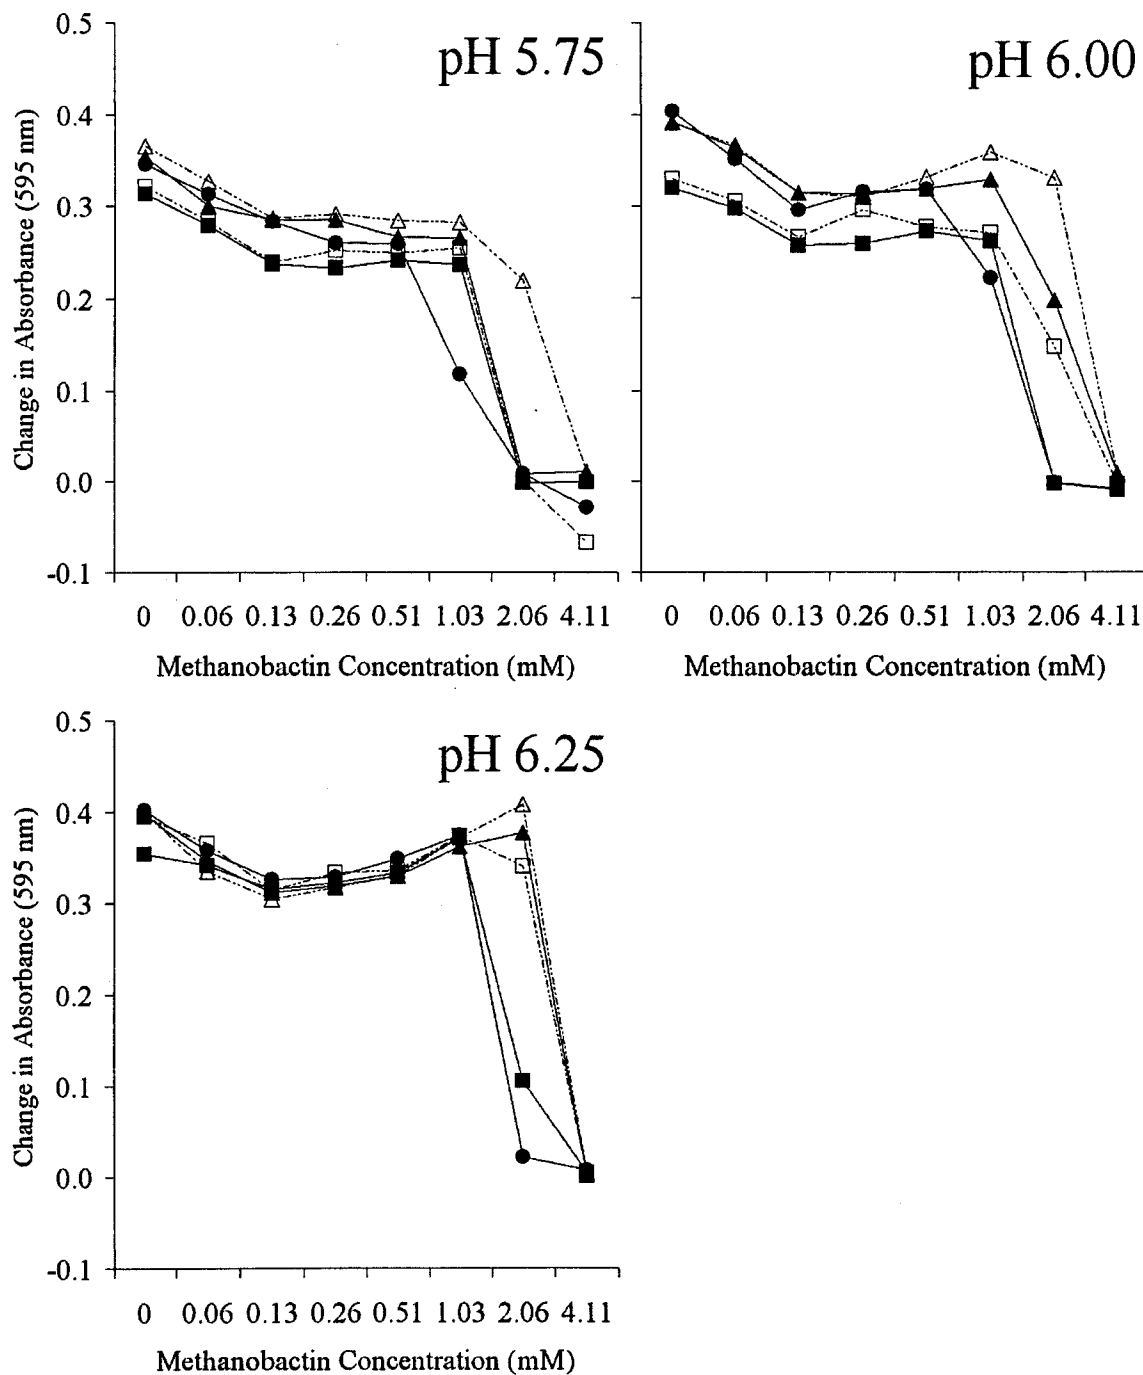 pH 5.75
Change in Absorbance (595 nm)
0.5
0.4
0.3
0.2
0.1
0.0
-0.1
0 0.06 0.13 0.26 0.51 1.03 2.06 4.11
Methanobactin Concentration (mM)
pH 6.00
0 0.06 0.13 0.26 0.51 1.03 2.06 4.11
Methanobactin Concentration (mM)
pH 6.25
Change in Absorbance (595 nm)
0.5
0.4
0.3
0.2
0.1
0.0
-0.1
0 0.06 0.13 0.26 0.51 1.03 2.06 4.11
Methanobactin Concentration (mM)